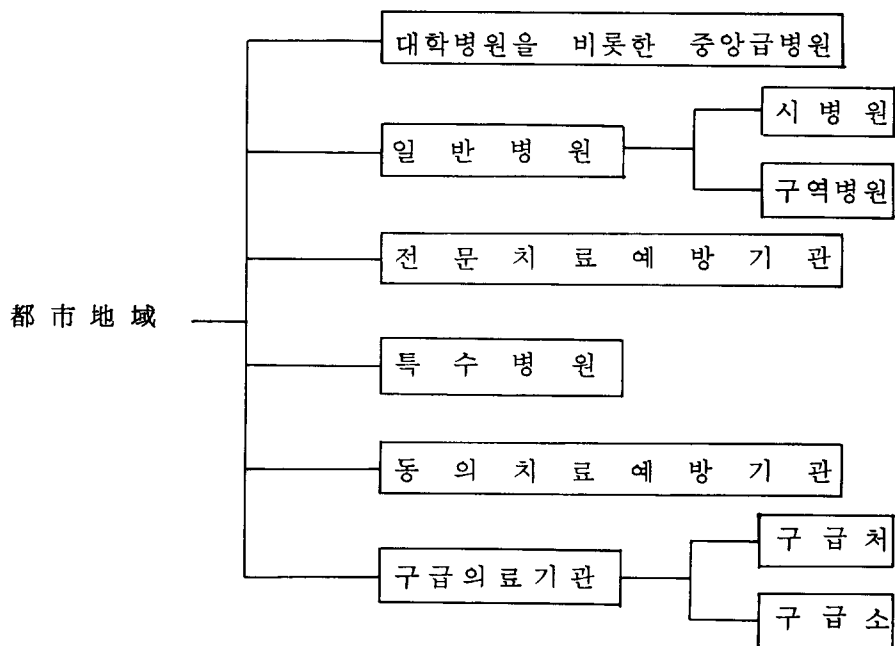 대학병원을 비롯한 중앙급병원
시병원
일반병원
구역병원
전문치료예방기관
都市地域
특수병원
동의치료예방기관
구급처
구급의료기관
구급소